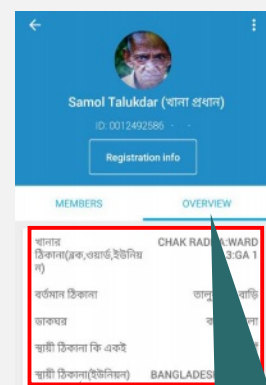 Samol Talukdar (খানা প্রধান)
ID: 0012492586 - -
Registration info
MEMBERS OVERVIEW
খানার CHAK RADHA:WARD
ঠিকানা(ব্লক,ওয়ার্ড,ইউনিয় 3:GA 1
ন)
বর্তমান ঠিকানা বাড়ি
ডাকঘর
স্থায়ী ঠিকানা কি একই
স্থায়ী ঠিকানা(ইউনিয়ন)